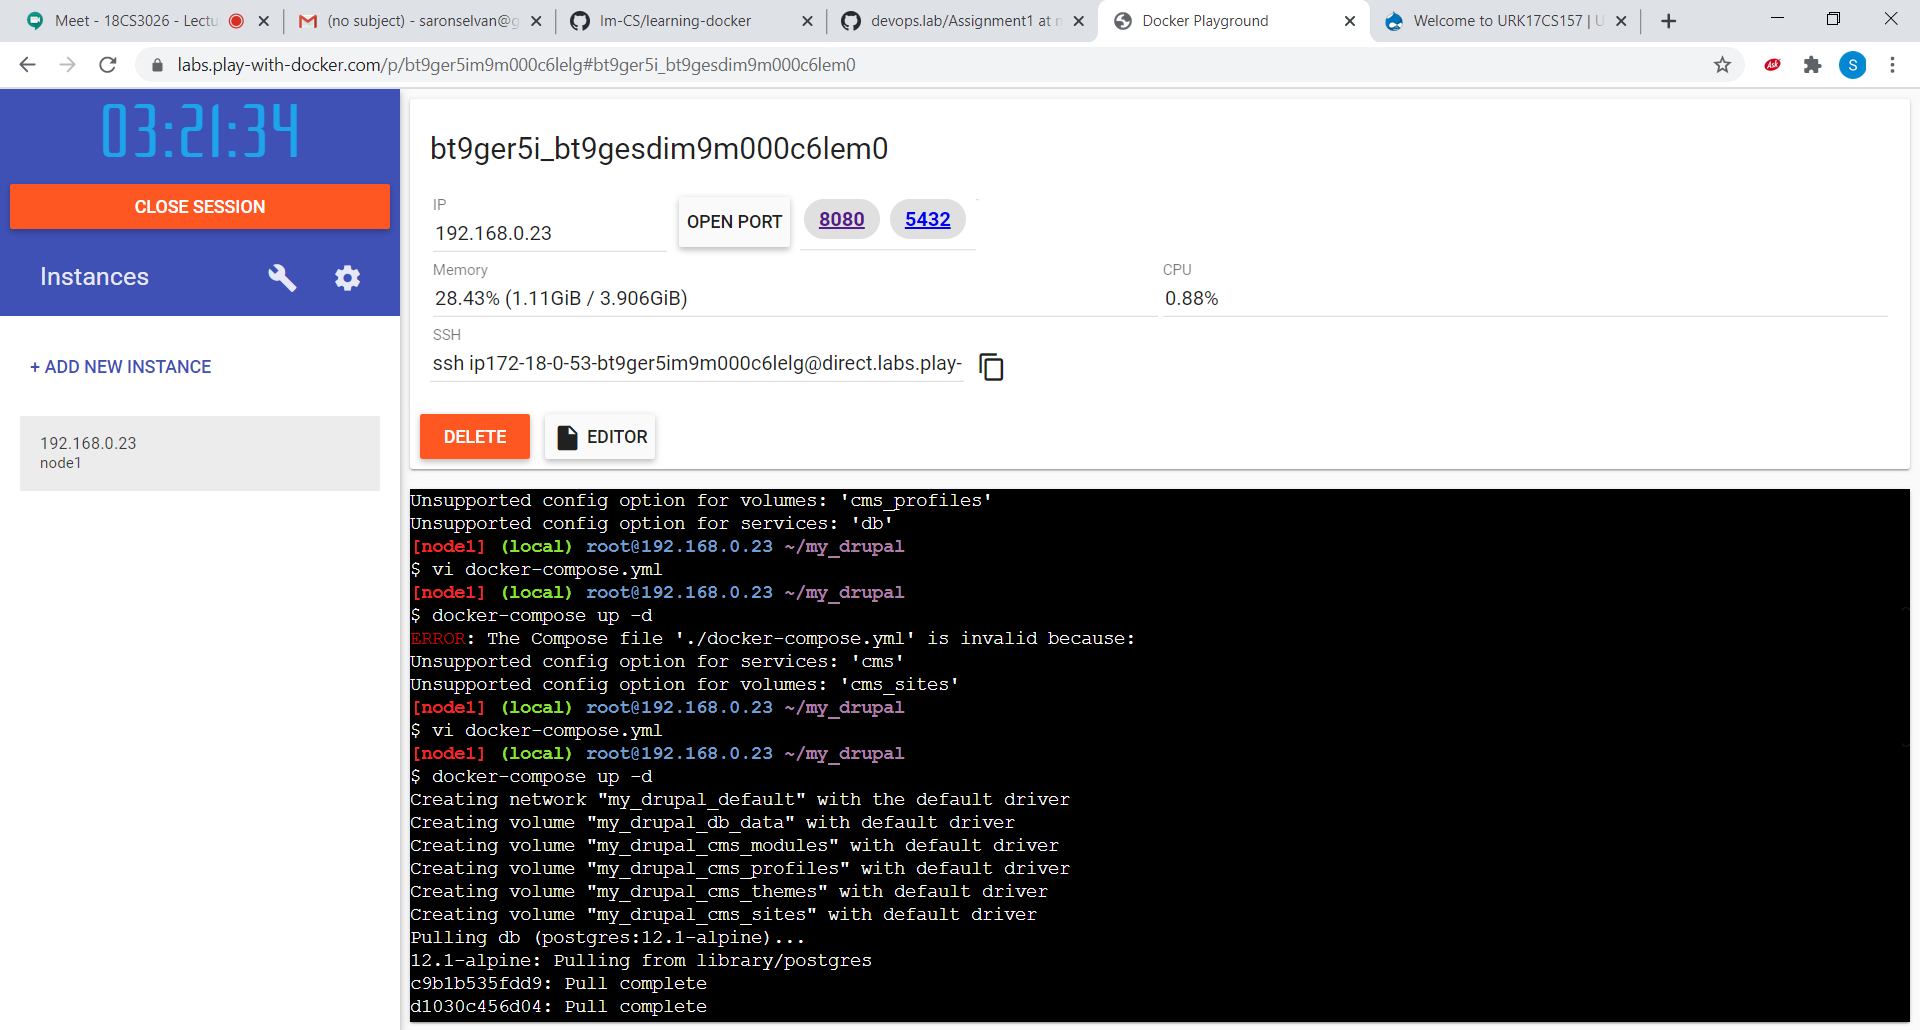 Meet - 18CS3026 - Lectu
(no subject) - saronselvan@g
Im-CS/learning-docker
devops.lab/Assignment1 at m
Docker Playground
Welcome to URK17CS157 | U
labs.play-with-docker.com/p/bt9ger5im9m000c6lelg#bt9ger5i_bt9gesdim9m000c6lem0
Ask
S
03:21:34
CLOSE SESSION
Instances
+ ADD NEW INSTANCE
192.168.0.23
node1
bt9ger5i_bt9gesdim9m000c6lem0
IP
192.168.0.23
OPEN PORT
8080
5432
Memory
28.43% (1.11GiB / 3.906GiB)
CPU
0.88%
SSH
ssh ip172-18-0-53-bt9ger5im9m000c6lelg@direct.labs.play-
DELETE
EDITOR
Unsupported config option for volumes: 'cms_profiles'
Unsupported config option for services: 'db'
[node1] (local) root@192.168.0.23 ~/my_drupal
$ vi docker-compose.yml
[node1] (local) root@192.168.0.23 ~/my_drupal
$ docker-compose up -d
ERROR: The Compose file './docker-compose.yml' is invalid because:
Unsupported config option for services: 'cms'
Unsupported config option for volumes: 'cms_sites'
[node1] (local) root@192.168.0.23 ~/my_drupal
$ vi docker-compose.yml
[node1] (local) root@192.168.0.23 ~/my_drupal
$ docker-compose up -d
Creating network "my_drupal_default" with the default driver
Creating volume "my_drupal_db_data" with default driver
Creating volume "my_drupal_cms_modules" with default driver
Creating volume "my_drupal_cms_profiles" with default driver
Creating volume "my_drupal_cms_themes" with default driver
Creating volume "my_drupal_cms_sites" with default driver
Pulling db (postgres:12.1-alpine)...
12.1-alpine: Pulling from library/postgres
c9b1b535fdd9: Pull complete
d1030c456d04: Pull complete